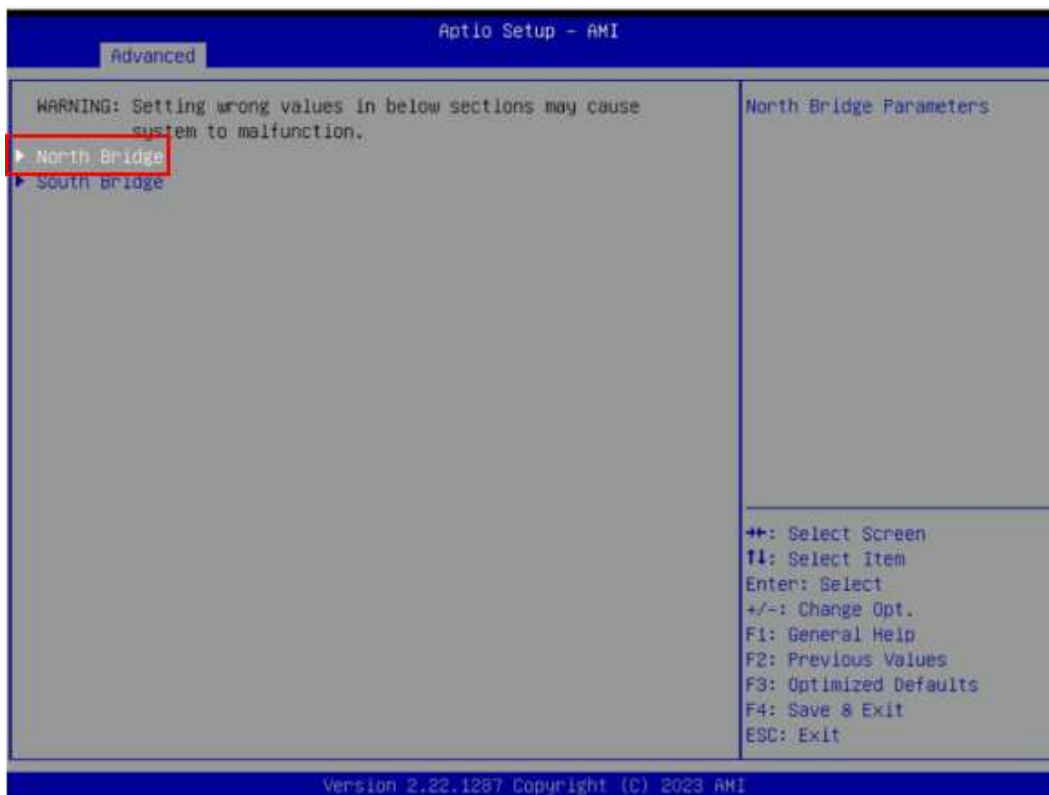 Aptio Setup – AMI
Advanced
WARNING: Setting wrong values in below sections may cause
system to malfunction.
North Bridge
South Bridge
North Bridge Parameters
→←: Select Screen
↑↓: Select Item
Enter: Select
+/-: Change Opt.
F1: General Help
F2: Previous Values
F3: Optimized Defaults
F4: Save & Exit
ESC: Exit
Version 2.22.1287 Copyright (C) 2023 AMI